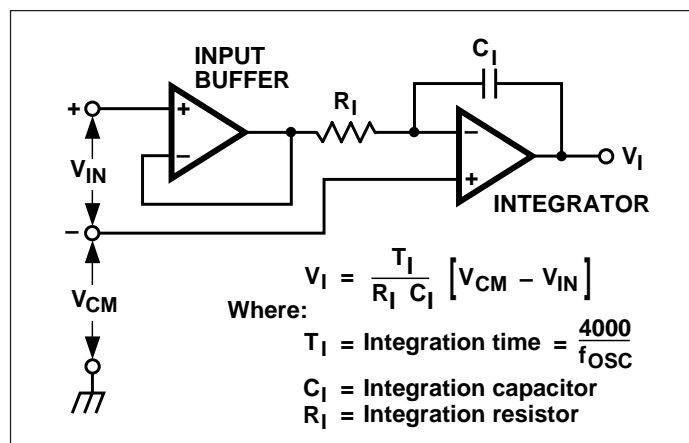 INPUT
BUFFER
C_I
R_I
+
+
−
−
+
V_IN
−
V_I
INTEGRATOR
V_CM
V_I = T_I / (R_I C_I) [V_CM − V_IN]
Where:
T_I = Integration time = 4000 / f_OSC
C_I = Integration capacitor
R_I = Integration resistor